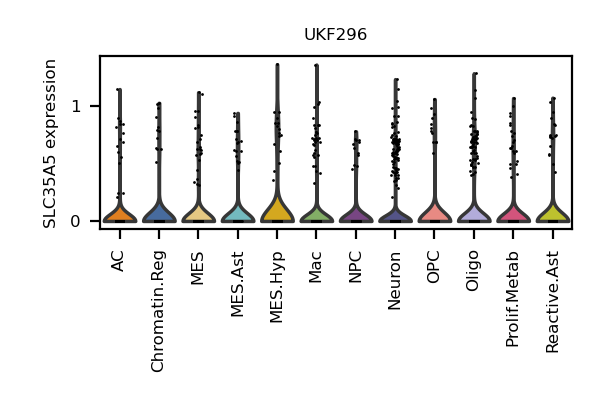 UKF296
SLC35A5 expression
1
0
AC
Chromatin.Reg
MES
MES.Ast
MES.Hyp
Mac
NPC
Neuron
OPC
Oligo
Prolif.Metab
Reactive.Ast